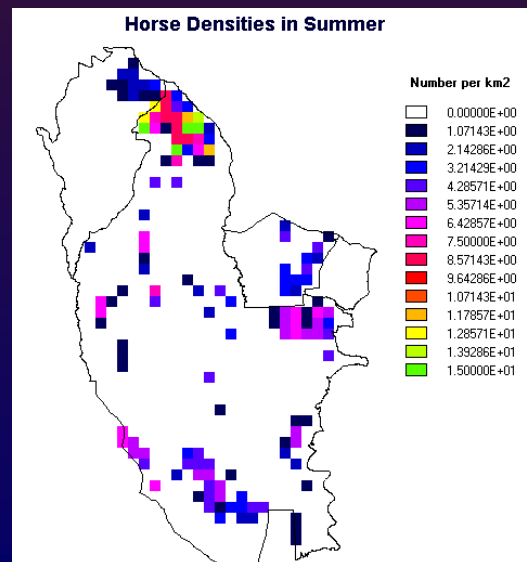 Horse Densities in Summer
Number per km2
0.00000E+00
1.07143E+00
2.14286E+00
3.21429E+00
4.28571E+00
5.35714E+00
6.42857E+00
7.50000E+00
8.57143E+00
9.64286E+00
1.07143E+01
1.17857E+01
1.28571E+01
1.39286E+01
1.50000E+01